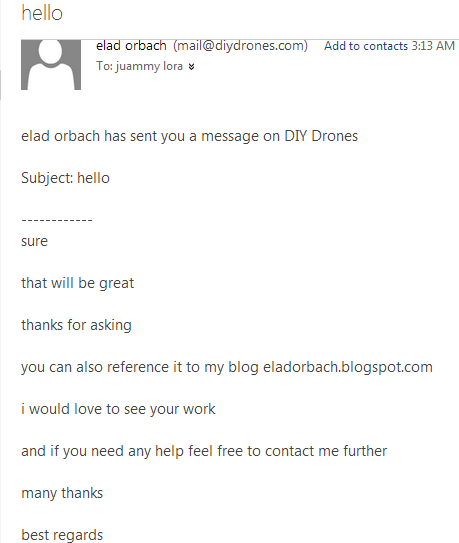 hello
elad orbach (mail@diydrones.com) Add to contacts 3:13 AM
To: juammy lora
elad orbach has sent you a message on DIY Drones
Subject: hello
------------
sure
that will be great
thanks for asking
you can also reference it to my blog eladorbach.blogspot.com
i would love to see your work
and if you need any help feel free to contact me further
many thanks
best regards